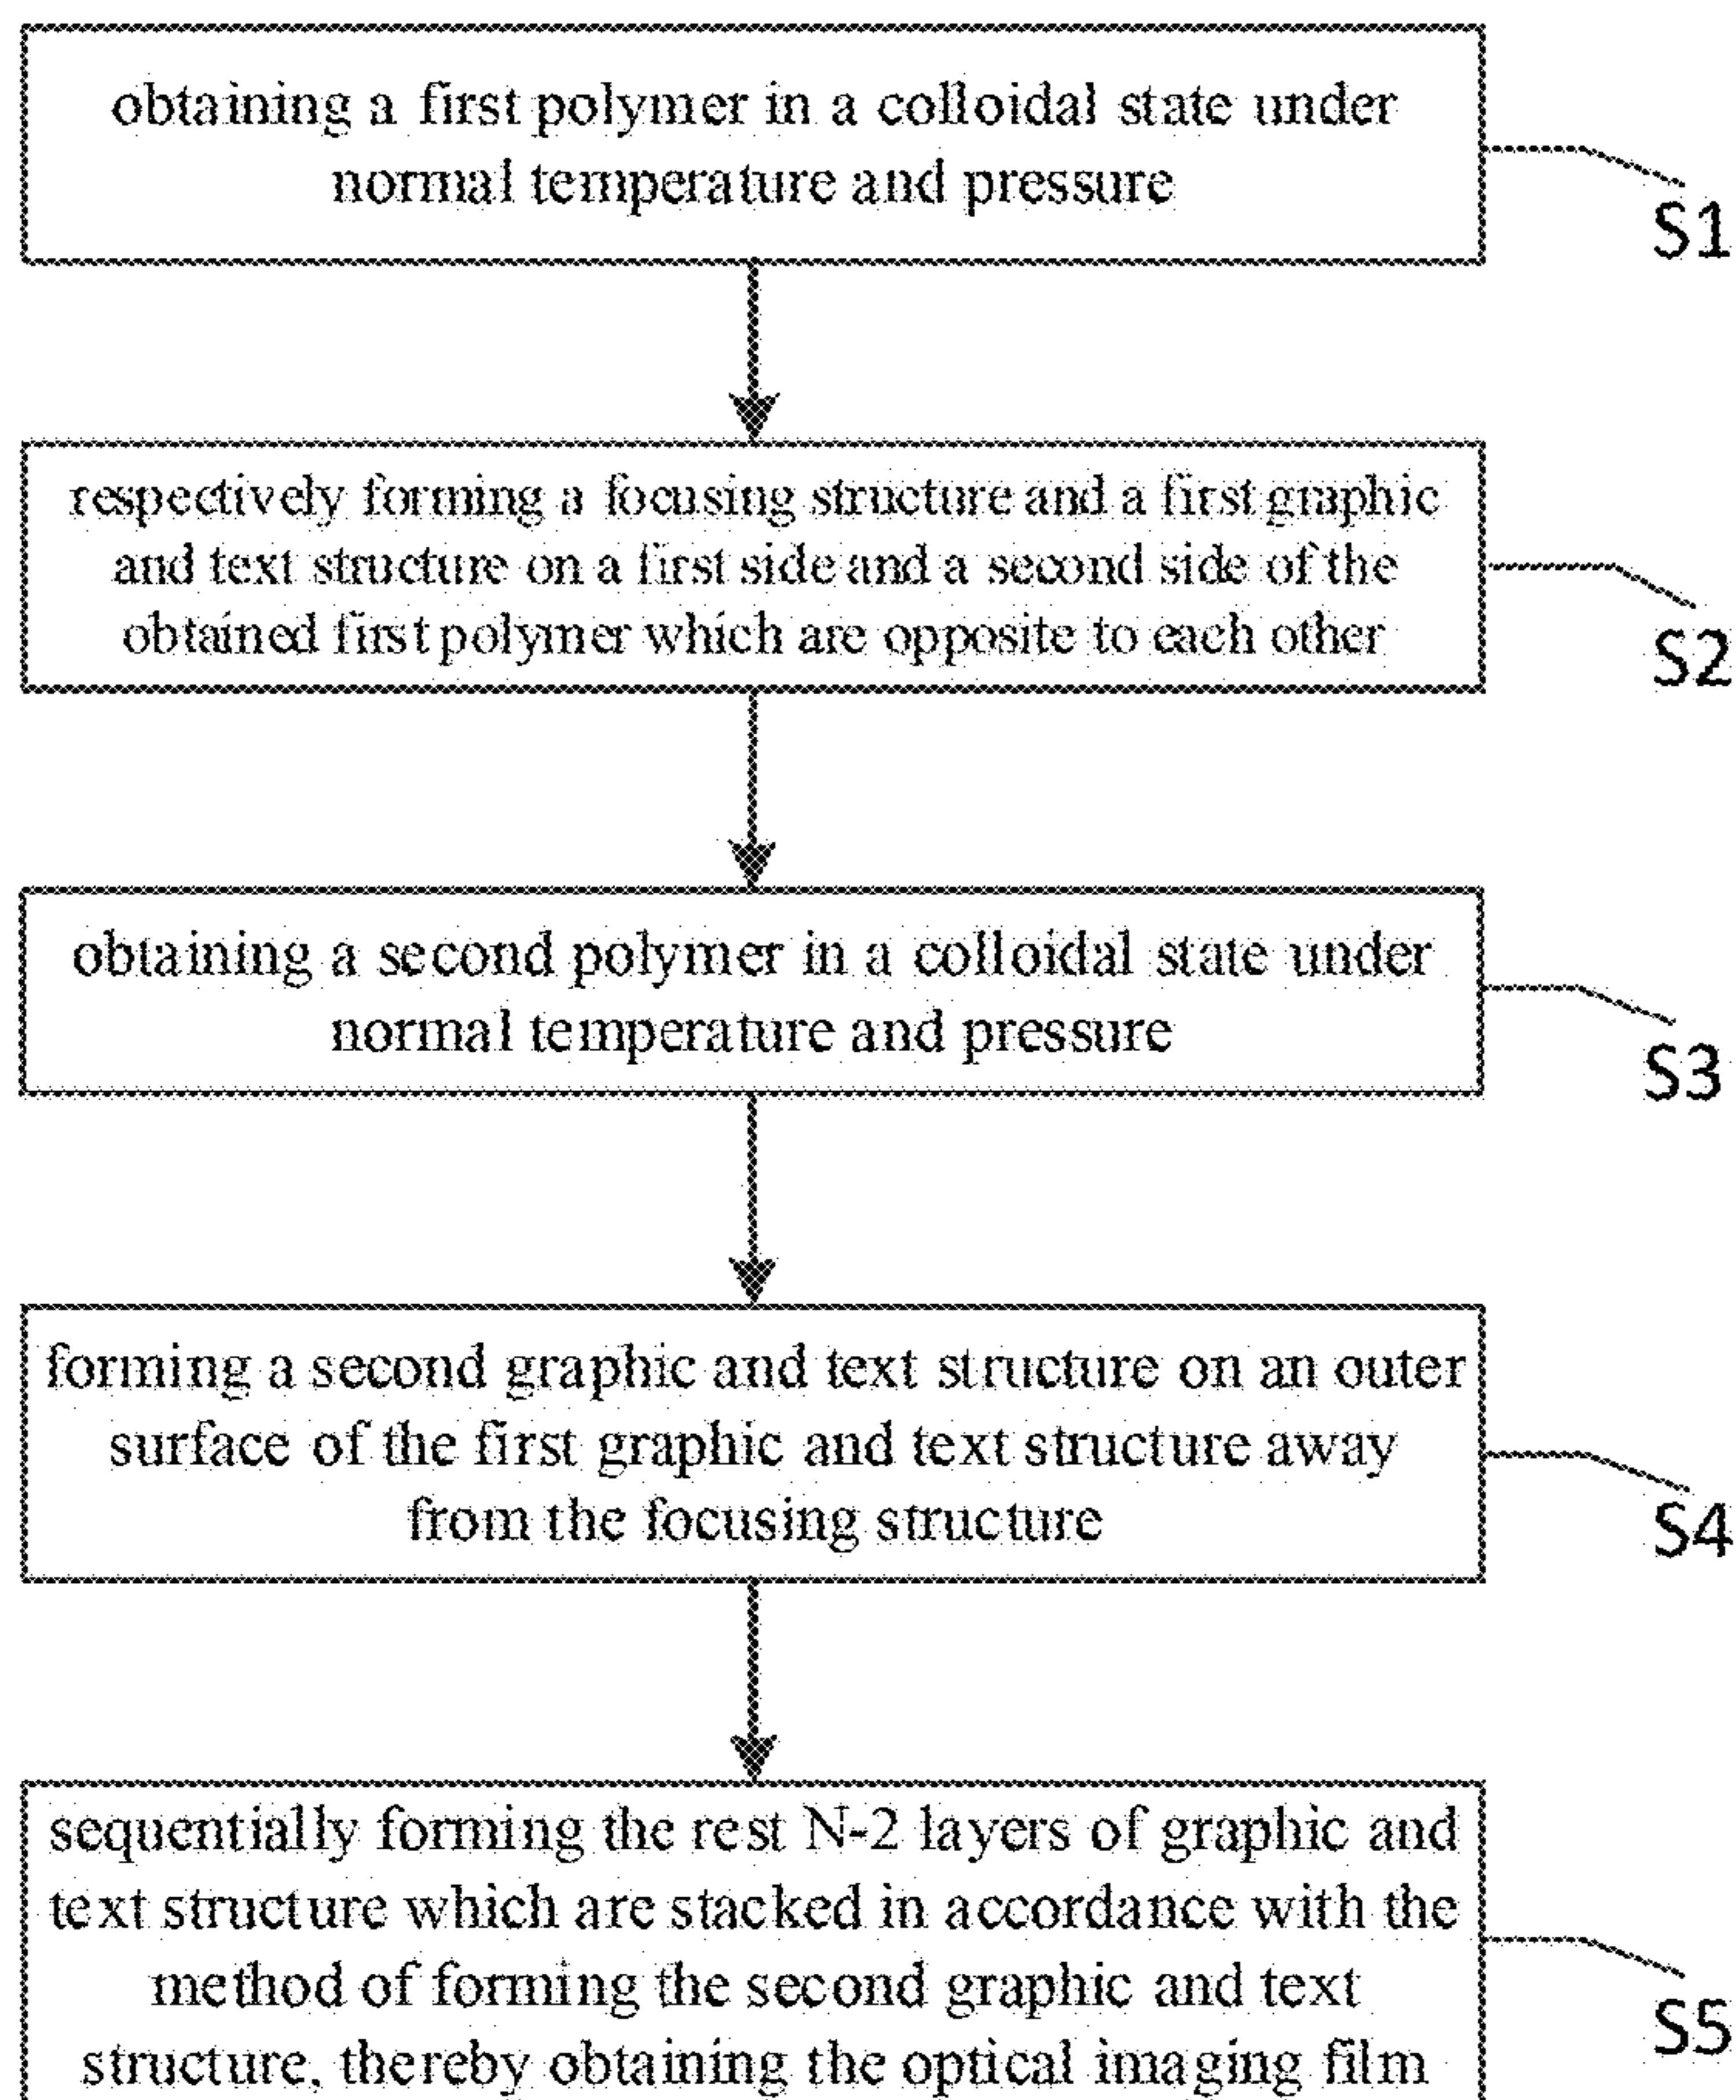 obtaining a first polymer in a colloidal state under
normal temperature and pressure
S1
respectively forming a focusing structure and a first graphic
and text structure on a first side and a second side of the
obtained first polymer which are opposite to each other
S2
obtaining a second polymer in a colloidal state under
normal temperature and pressure
S3
forming a second graphic and text structure on an outer
surface of the first graphic and text structure away
from the focusing structure
S4
sequentially forming the rest N-2 layers of graphic and
text structure which are stacked in accordance with the
method of forming the second graphic and text
structure, thereby obtaining the optical imaging film
S5